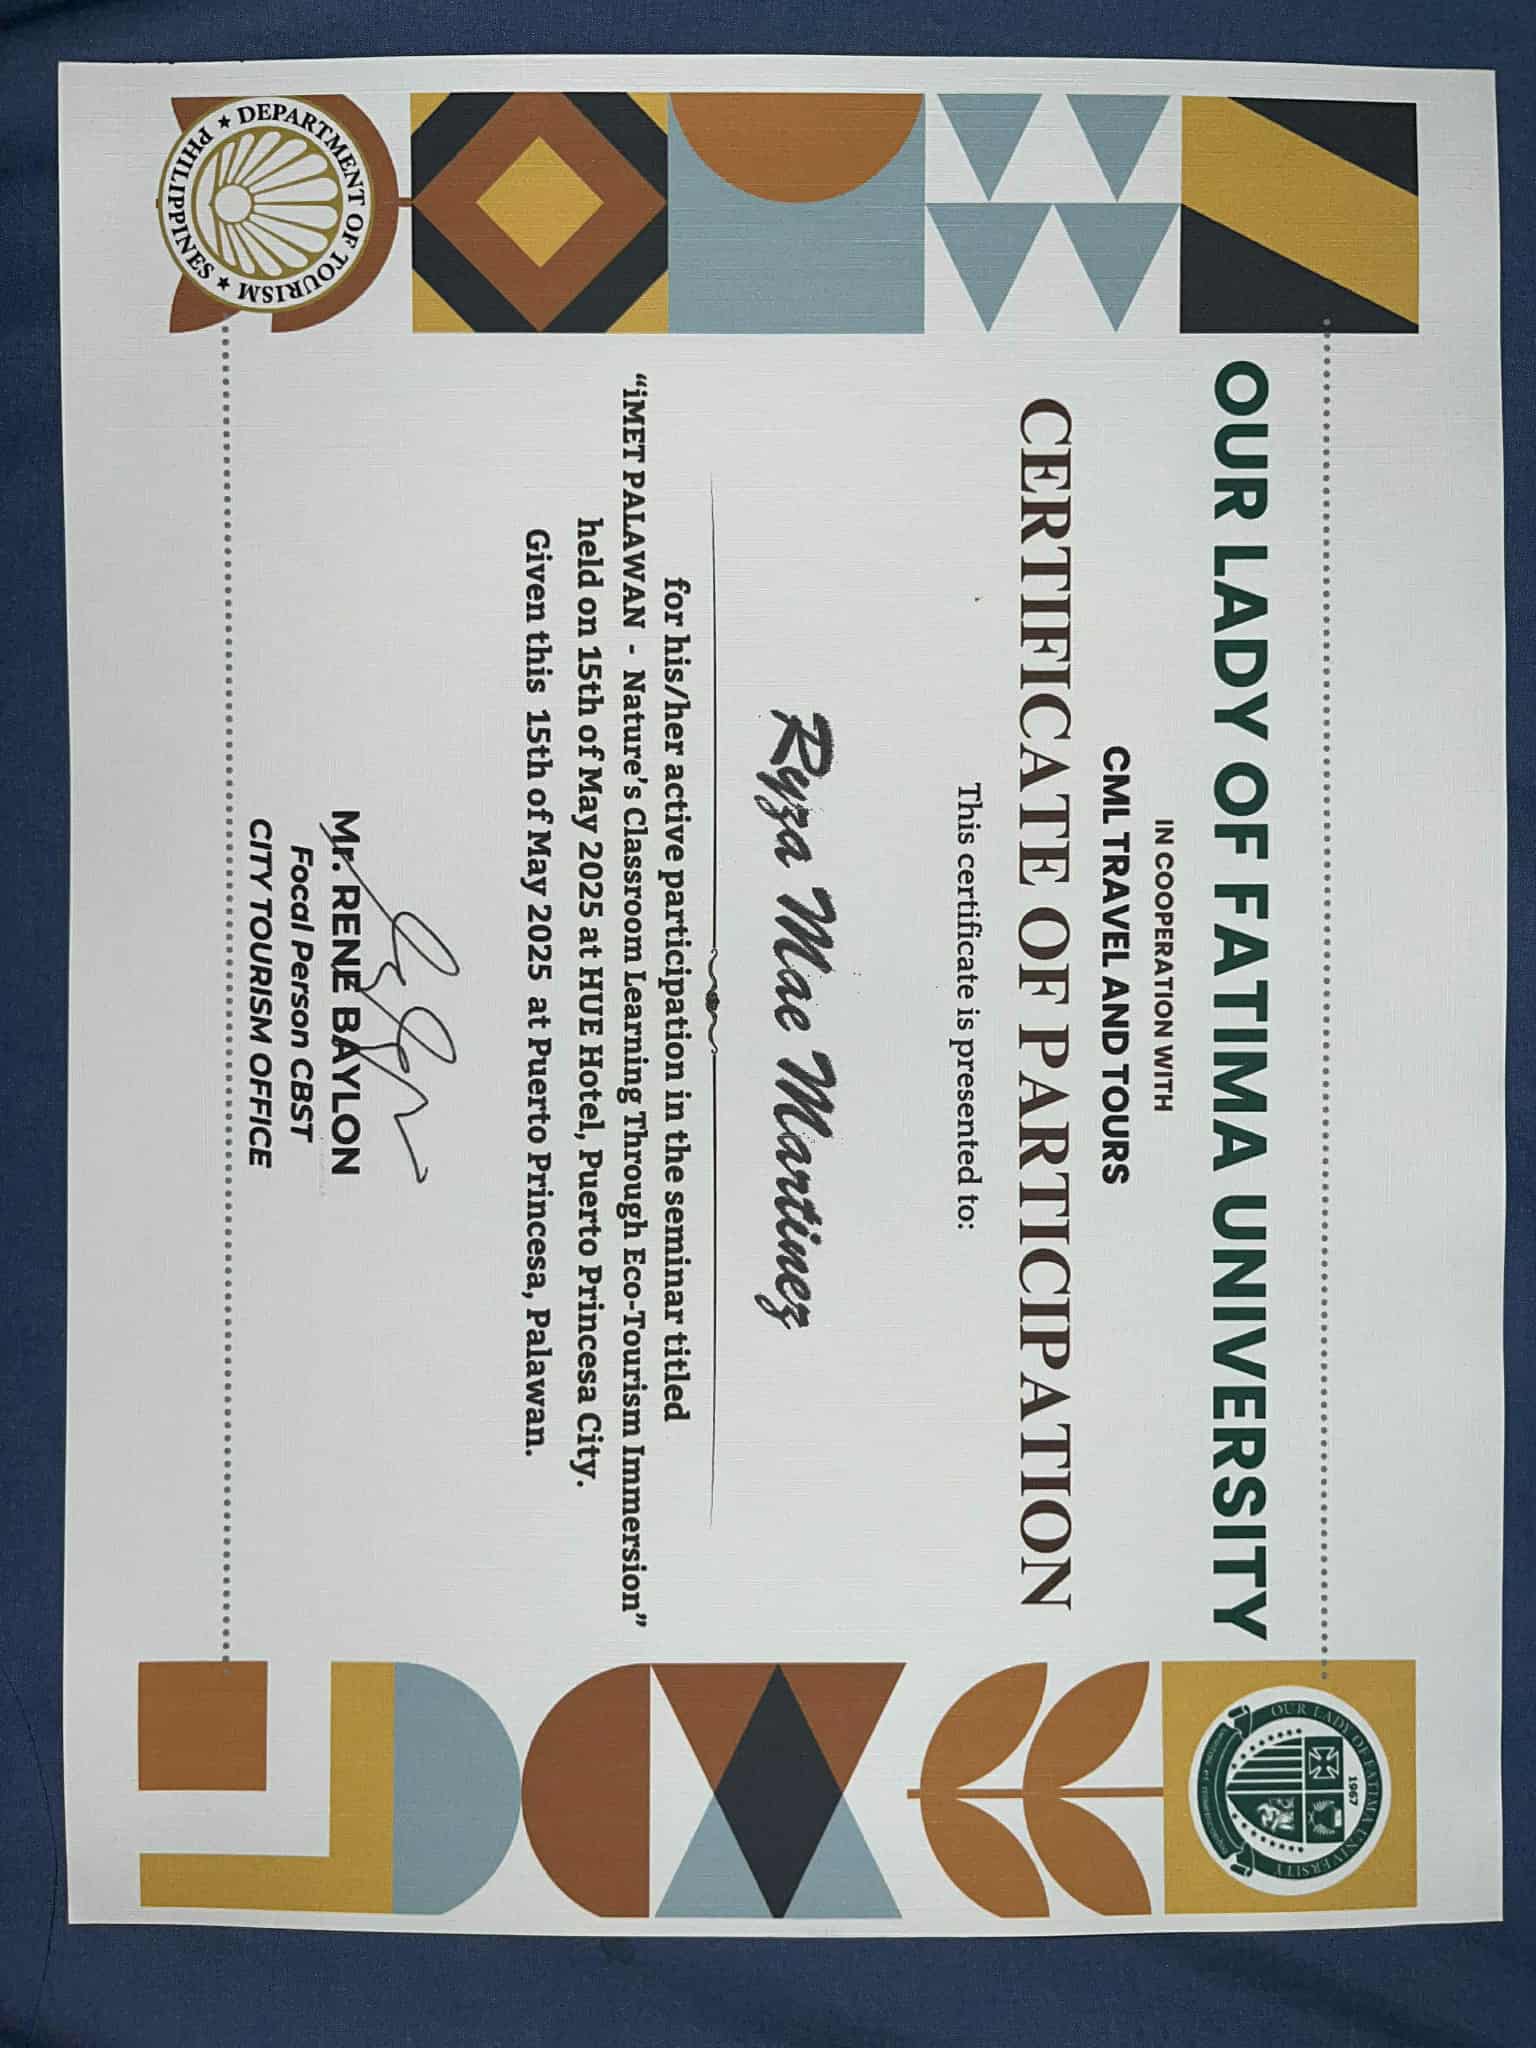 OUR LADY OF FATIMA UNIVERSITY
1967
OUR LADY OF FATIMA UNIVERSITY
IN COOPERATION WITH
CML TRAVEL AND TOURS
CERTIFICATE OF PARTICIPATION
This certificate is presented to:
Ryza Mae Martinez
for his/her active participation in the seminar titled
“iMET PALAWAN - Nature’s Classroom Learning Through Eco-Tourism Immersion”
held on 15th of May 2025 at HUE Hotel, Puerto Princesa City.
Given this 15th of May 2025 at Puerto Princesa, Palawan.
Mr. RENE BAYLON
Focal Person CBST
CITY TOURISM OFFICE
DEPARTMENT OF TOURISM
PHILIPPINES